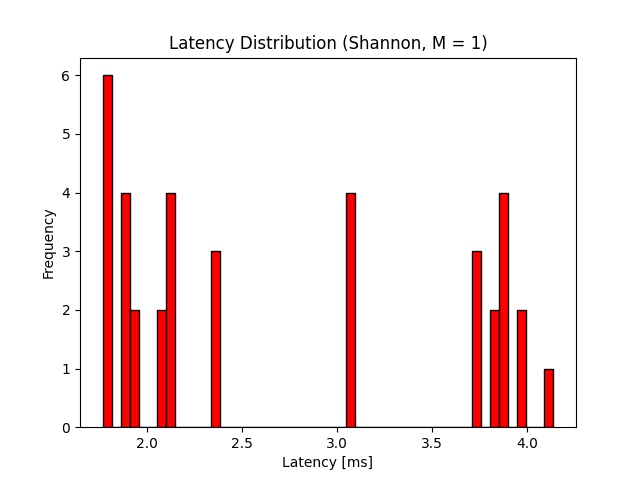 Latency Distribution (Shannon, M = 1)
6
5
4
3
2
1
0
Frequency
2.0 2.5 3.0 3.5 4.0
Latency [ms]